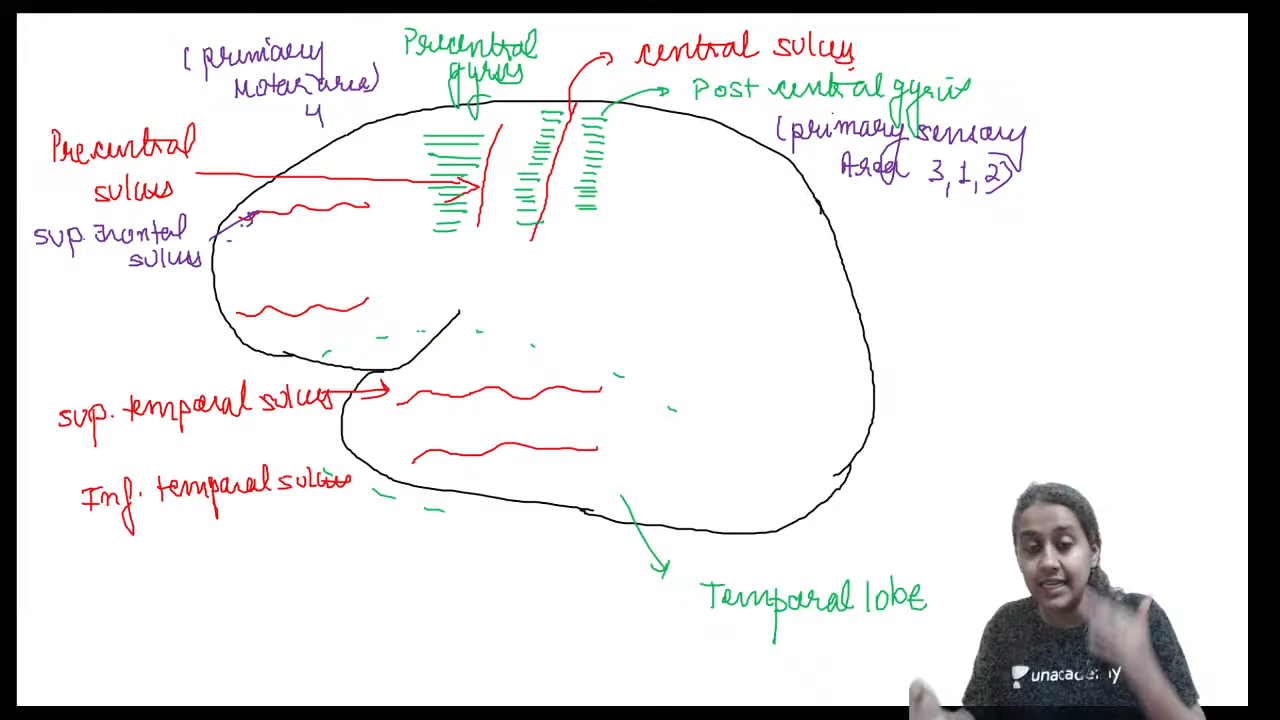 (primary
Motar area)
4
Precentral
gyrus
central sulcus
Post central gyrus
(primary sensory
Area 3, 1, 2)
Precentral
sulcus
sup. frontal
sulcus
sup. temporal sulcus
Inf. temporal sulcus
Temporal lobe
unacademy